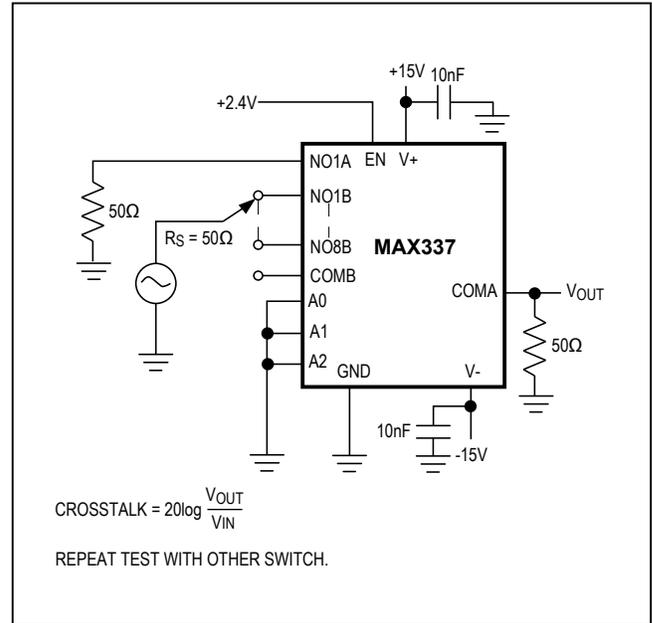 +15V 10nF
+2.4V
NO1A EN V+
NO1B
50Ω
RS = 50Ω
NO8B MAX337
COMB
COMA VOUT
A0
A1
50Ω
A2 GND V-
10nF
-15V
CROSSTALK = 20log VOUT
VIN
REPEAT TEST WITH OTHER SWITCH.